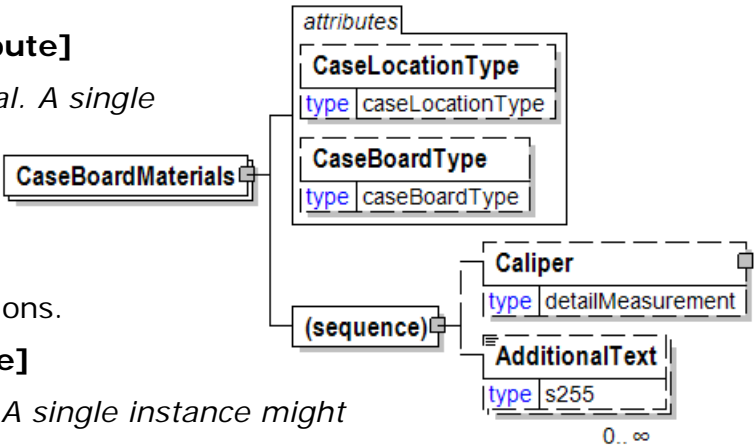 attributes
bute]
CaseLocationType
type caseLocationType
al. A single
CaseBoardType
type caseBoardType
CaseBoardMaterials
Caliper
type detailMeasurement
ons.
(sequence)
AdditionalText
type s255
e]
A single instance might
0.. ∞